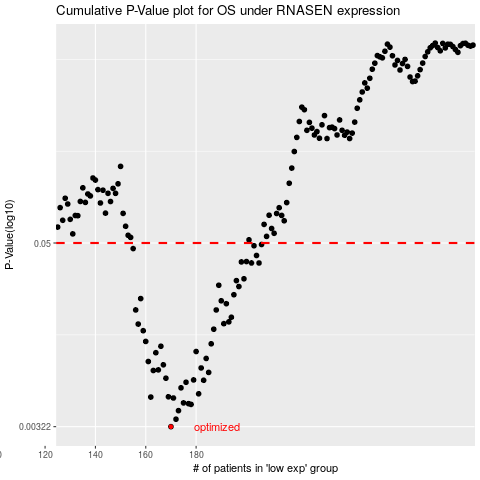 Cumulative P-Value plot for OS under RNASEN expression
P-Value(log10)
0.05
0.00322
optimized
0 120 140 160 180
# of patients in 'low exp' group